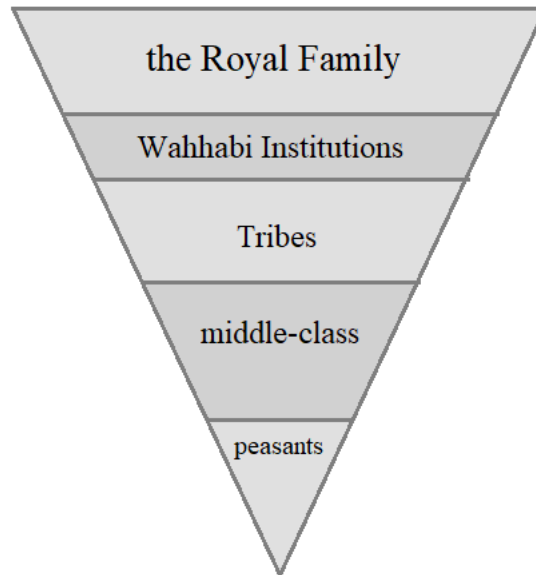 the Royal Family
Wahhabi Institutions
Tribes
middle-class
peasants